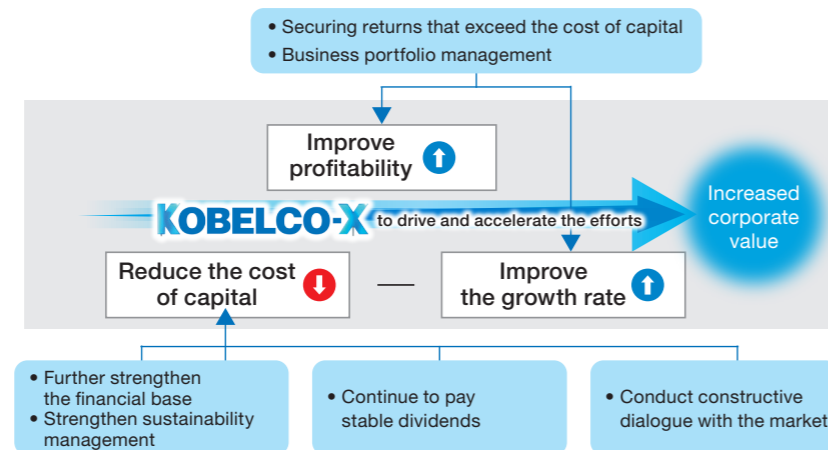 • Securing returns that exceed the cost of capital
• Business portfolio management
Improve
profitability
KOBELCO-X to drive and accelerate the efforts
Increased
corporate
value
Reduce the cost
of capital
—
Improve
the growth rate
• Further strengthen
the financial base
• Strengthen sustainability
management
• Continue to pay
stable dividends
• Conduct constructive
dialogue with the market